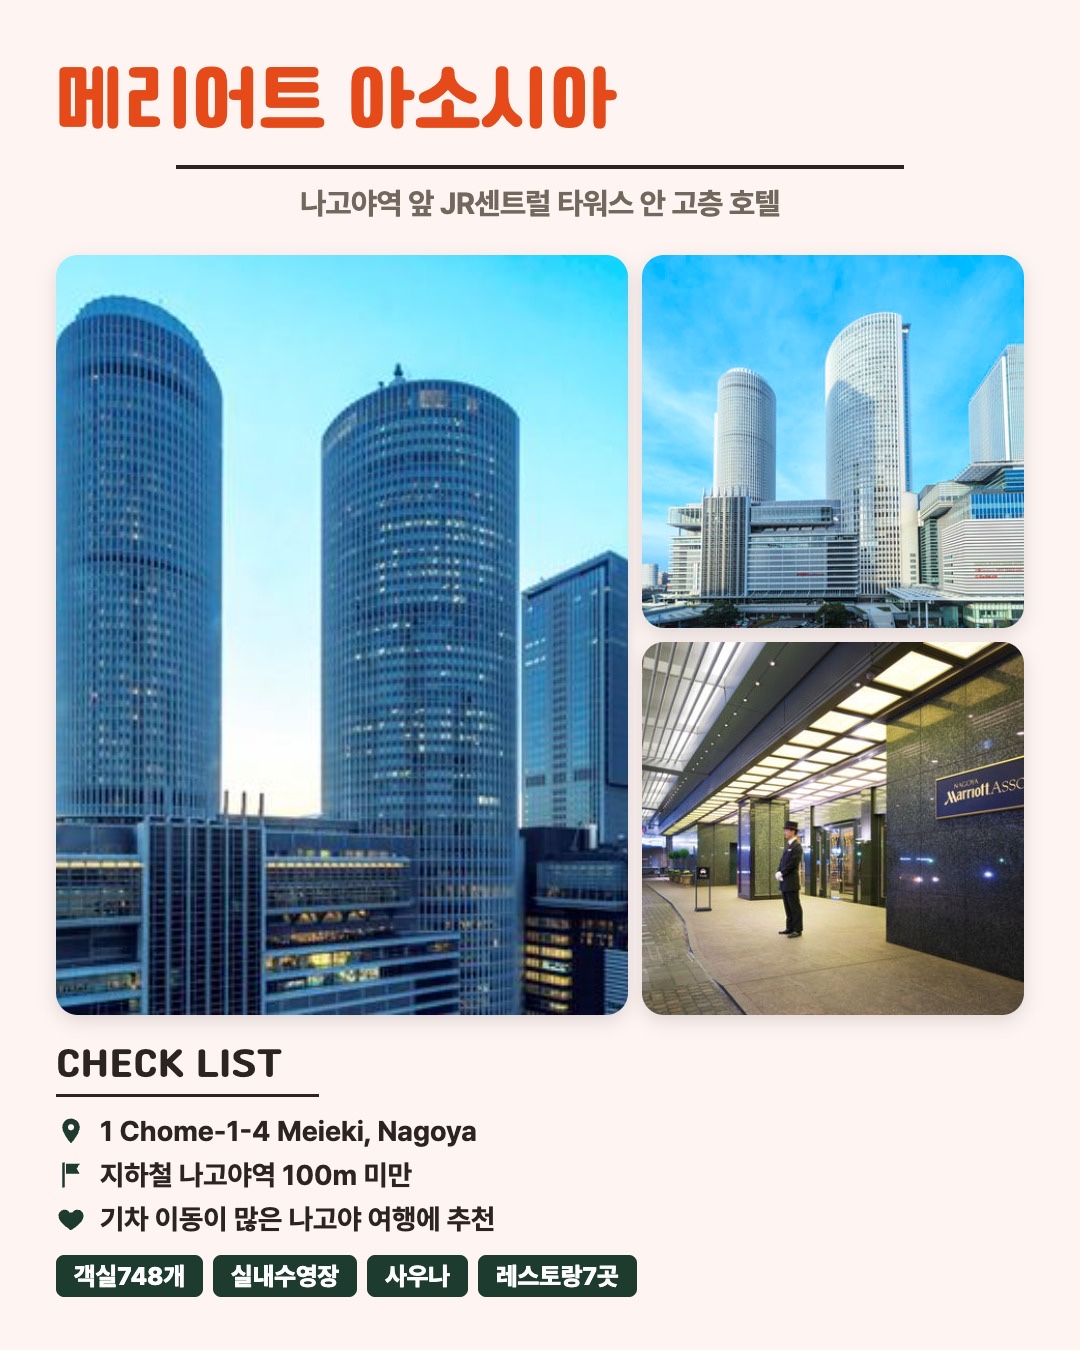 메리어트 아소시아
나고야역 앞 JR센트럴 타워스 안 고층 호텔
NAGOYA
Marriott ASSO
CHECK LIST
1 Chome-1-4 Meieki, Nagoya
지하철 나고야역 100m 미만
기차 이동이 많은 나고야 여행에 추천
객실748개 실내수영장 사우나 레스토랑7곳